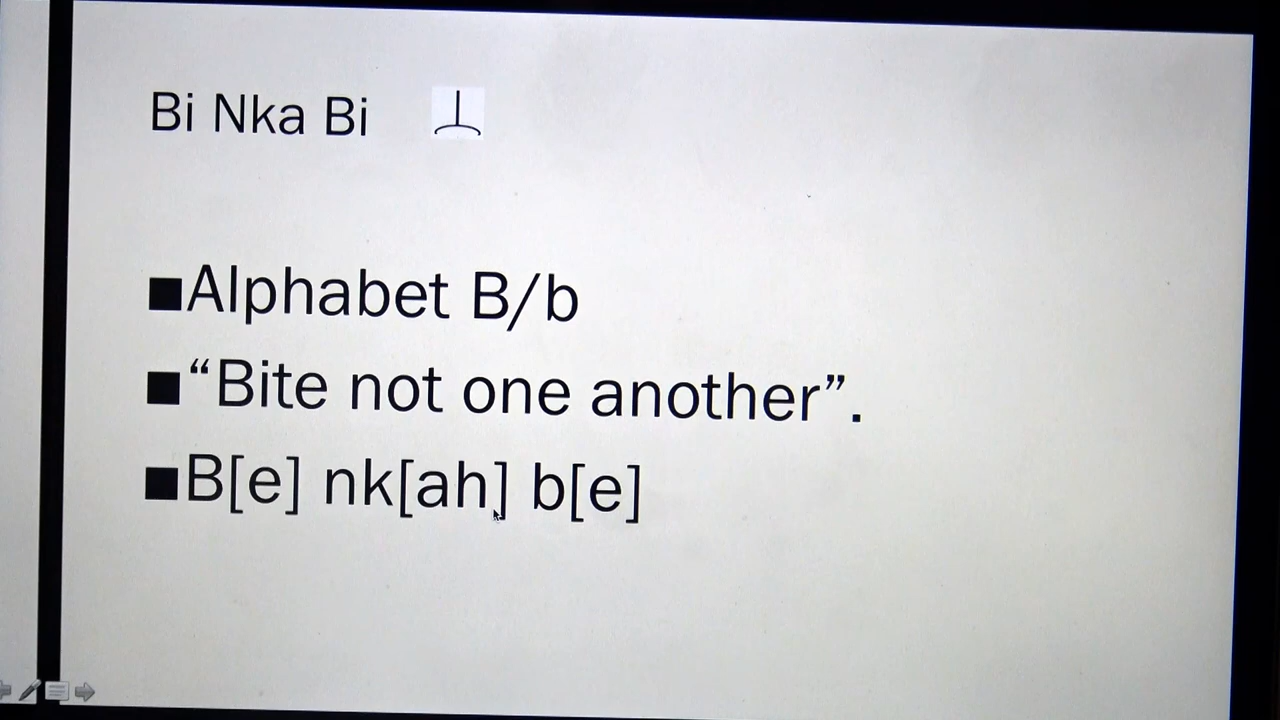 Bi Nka Bi
■Alphabet B/b
■“Bite not one another”.
■B[e] nk[ah] b[e]